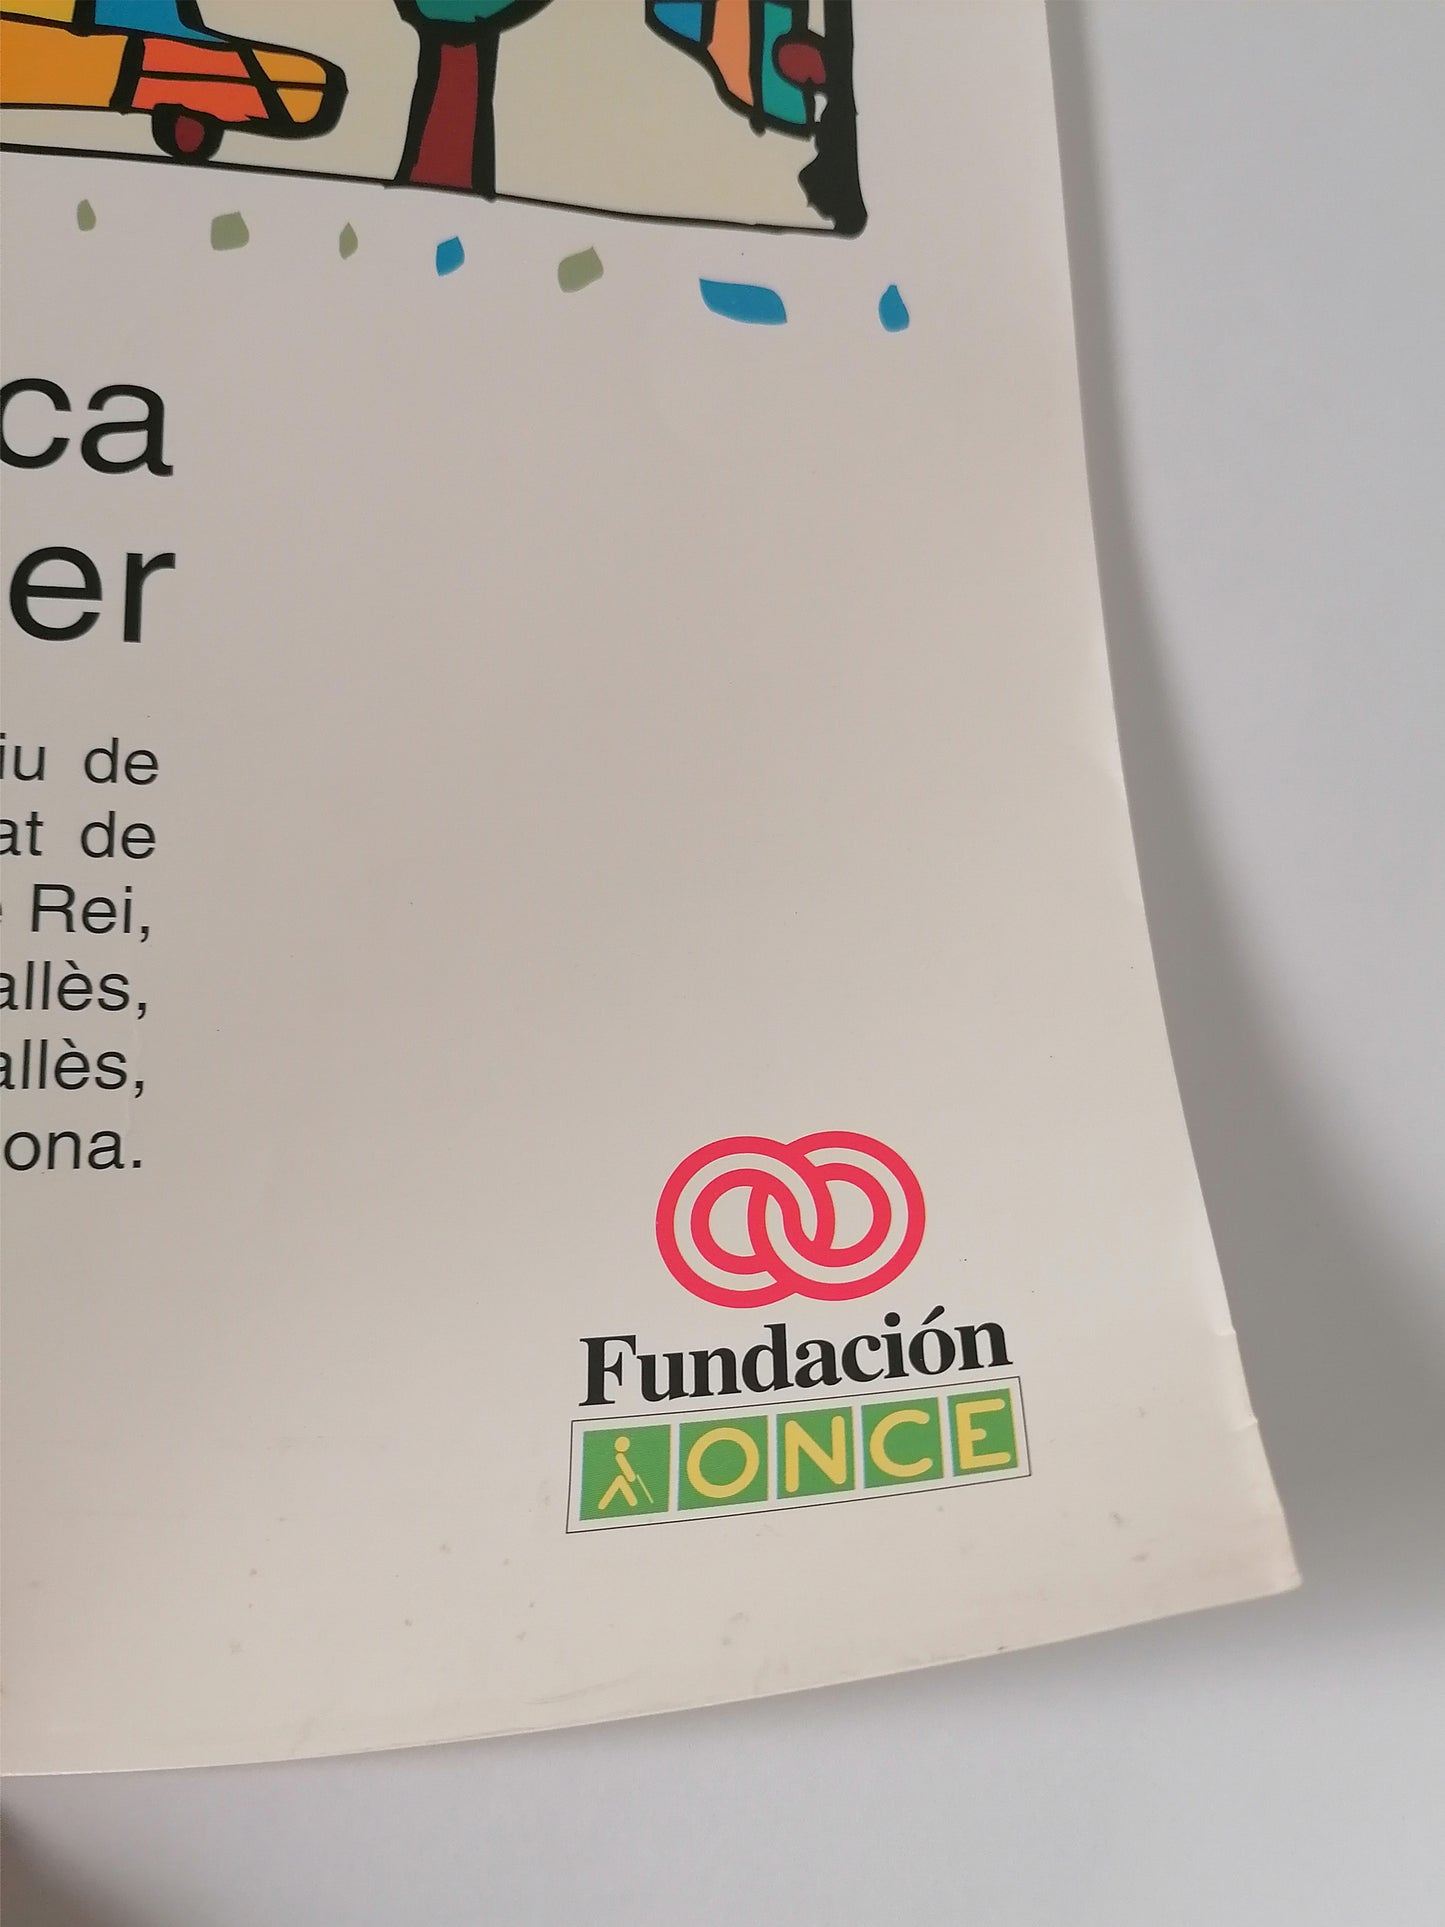 ca
er
iu de
at de
Rei,
allès,
allès,
ona.
Fundación
ONCE